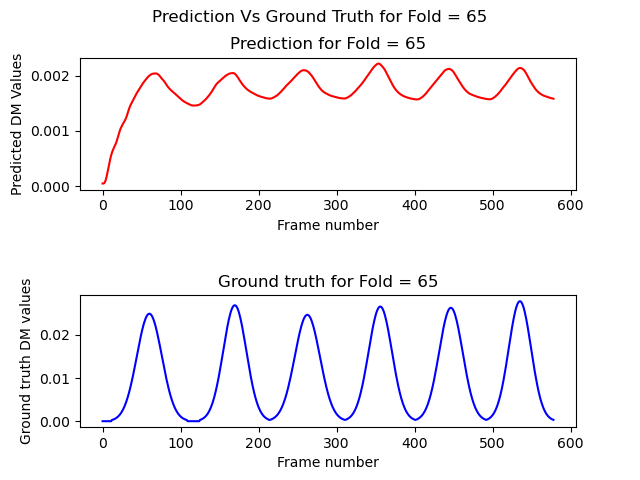 Prediction Vs Ground Truth for Fold = 65
Prediction for Fold = 65
Predicted DM Values
0.002
0.001
0.000
0 100 200 300 400 500 600
Frame number
Ground truth for Fold = 65
Ground truth DM values
0.02
0.01
0.00
0 100 200 300 400 500 600
Frame number